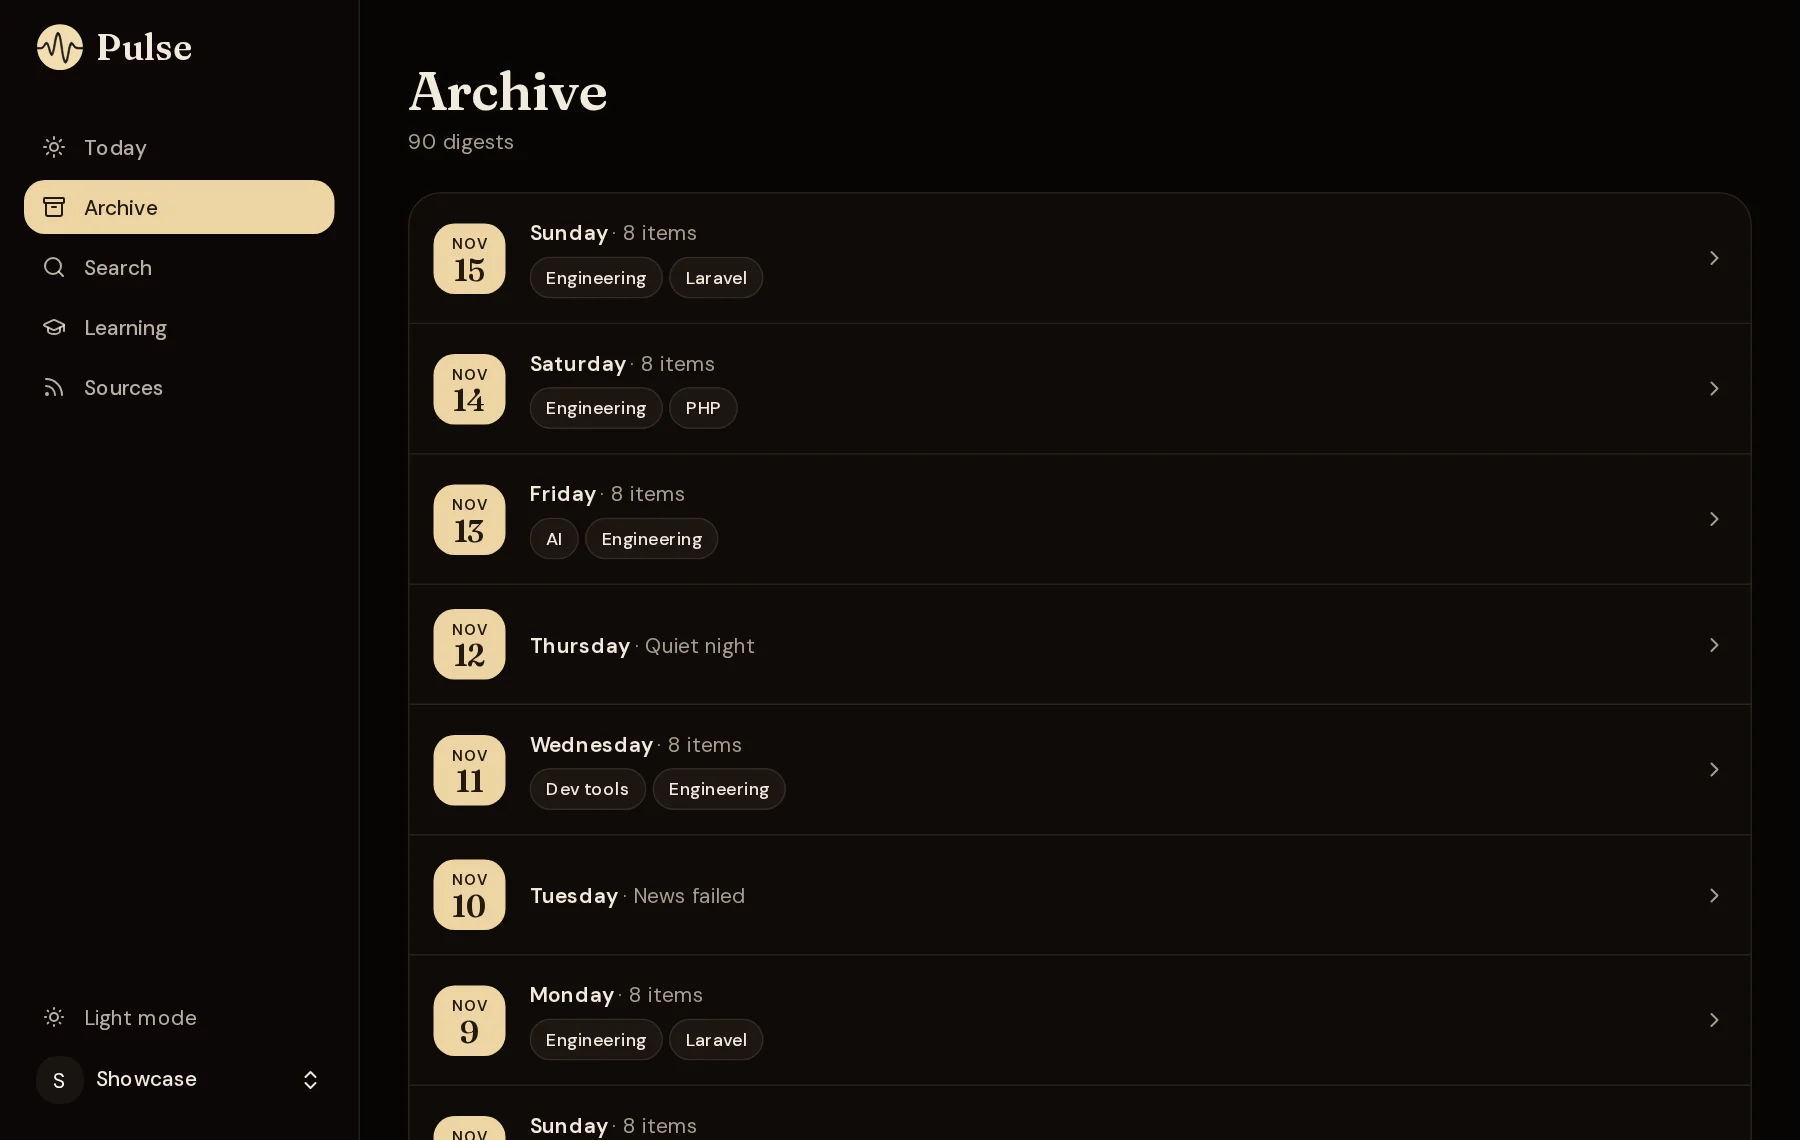 Pulse
Today
Archive
Search
Learning
Sources
Light mode
S
Showcase
Archive
90 digests
NOV
15
Sunday · 8 items
Engineering
Laravel
NOV
14
Saturday · 8 items
Engineering
PHP
NOV
13
Friday · 8 items
AI
Engineering
NOV
12
Thursday · Quiet night
NOV
11
Wednesday · 8 items
Dev tools
Engineering
NOV
10
Tuesday · News failed
NOV
9
Monday · 8 items
Engineering
Laravel
NOV
Sunday · 8 items